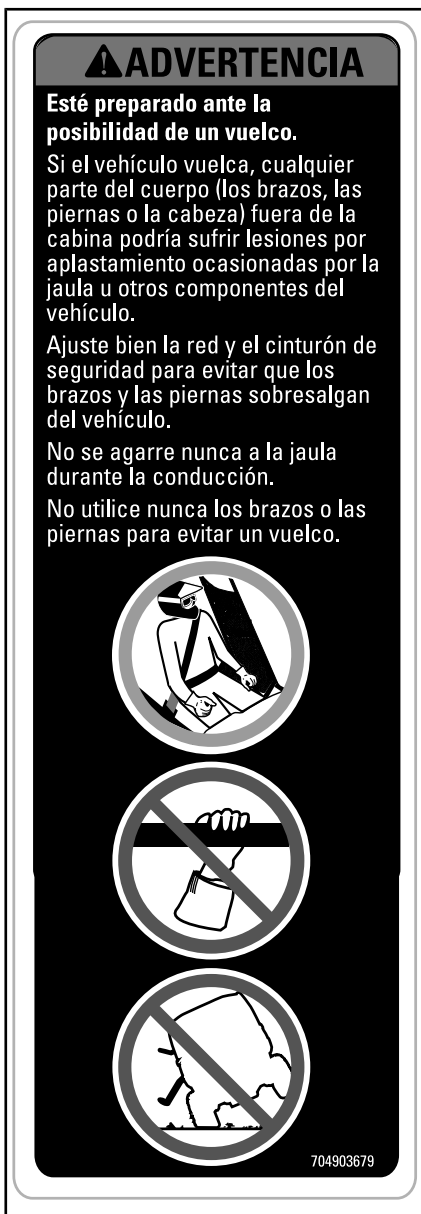 ADVERTENCIA
Esté preparado ante la
posibilidad de un vuelco.
Si el vehículo vuelca, cualquier
parte del cuerpo (los brazos, las
piernas o la cabeza) fuera de la
cabina podría sufrir lesiones por
aplastamiento ocasionadas por la
jaula u otros componentes del
vehículo.
Ajuste bien la red y el cinturón de
seguridad para evitar que los
brazos y las piernas sobresalgan
del vehículo.
No se agarre nunca a la jaula
durante la conducción.
No utilice nunca los brazos o las
piernas para evitar un vuelco.
704903679